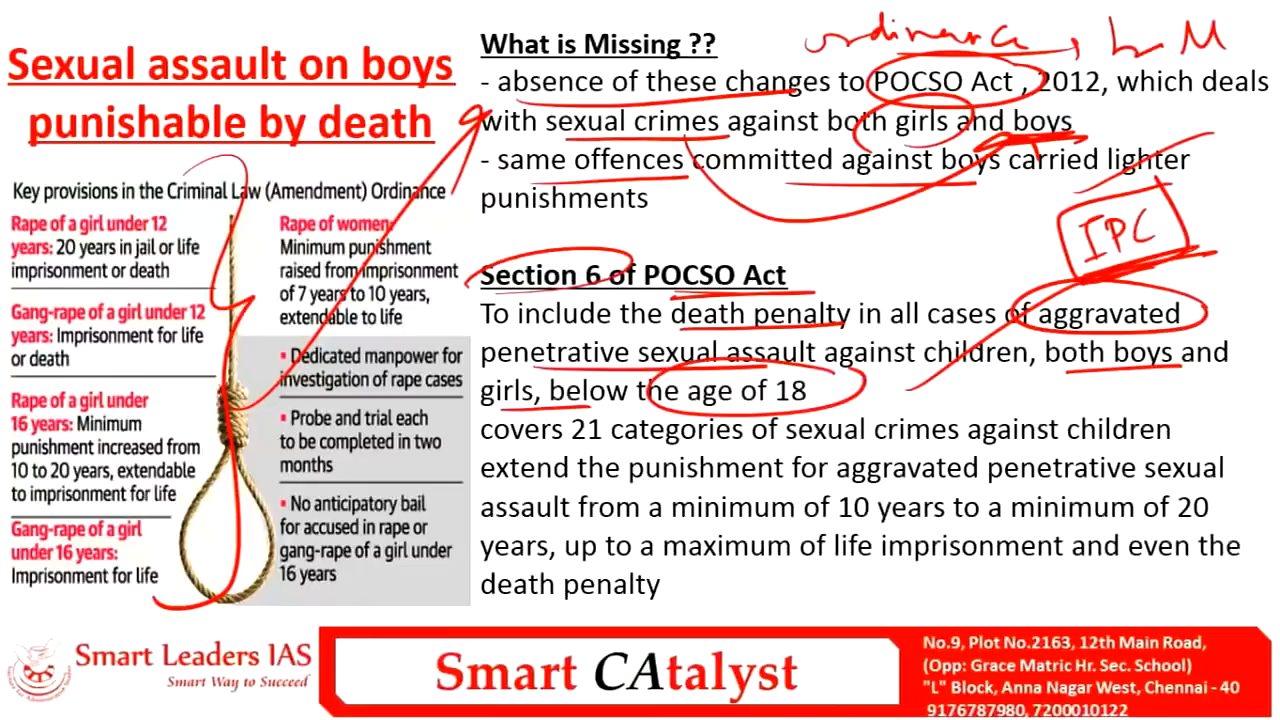 Sexual assault on boys
punishable by death
Key provisions in the Criminal Law (Amendment) Ordinance
Rape of a girl under 12
years: 20 years in jail or life
imprisonment or death
Gang-rape of a girl under 12
years: Imprisonment for life
or death
Rape of a girl under
16 years: Minimum
punishment increased from
10 to 20 years, extendable
to imprisonment for life
Gang-rape of a girl
under 16 years:
Imprisonment for life
Rape of women:
Minimum punishment
raised from imprisonment
of 7 years to 10 years,
extendable to life
▪ Dedicated manpower for
investigation of rape cases
▪ Probe and trial each
to be completed in two
months
▪ No anticipatory bail
for accused in rape or
gang-rape of a girl under
16 years
ordinance,
What is Missing ??
- absence of these changes to POCSO Act , 2012, which deals
with sexual crimes against both girls and boys
- same offences committed against boys carried lighter
punishments
IPC
Section 6 of POCSO Act
To include the death penalty in all cases of aggravated
penetrative sexual assault against children, both boys and
girls, below the age of 18
covers 21 categories of sexual crimes against children
extend the punishment for aggravated penetrative sexual
assault from a minimum of 10 years to a minimum of 20
years, up to a maximum of life imprisonment and even the
death penalty
Smart Leaders IAS
Smart Way to Succeed
Smart CAtalyst
No.9, Plot No.2163, 12th Main Road,
(Opp: Grace Matric Hr. Sec. School)
"L" Block, Anna Nagar West, Chennai - 40
9176787980, 7200010122